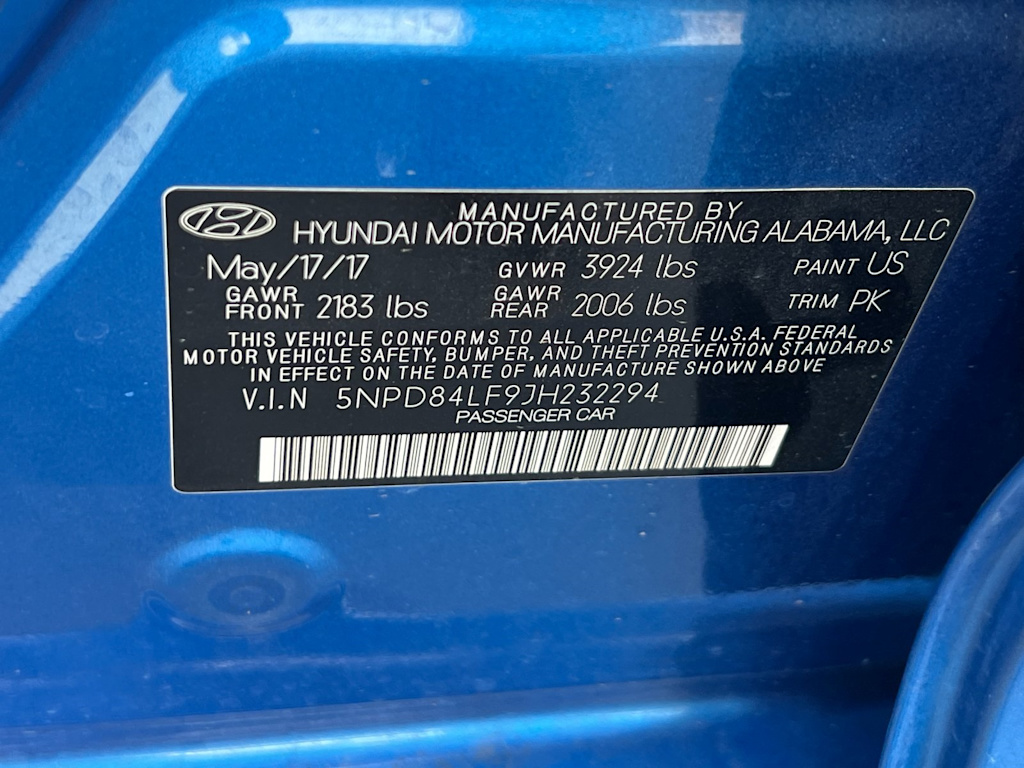 MANUFACTURED BY
HYUNDAI MOTOR MANUFACTURING ALABAMA, LLC
May/17/17 GVWR 3924 lbs PAINT US
GAWR FRONT 2183 lbs GAWR REAR 2006 lbs TRIM PK
THIS VEHICLE CONFORMS TO ALL APPLICABLE U.S.A. FEDERAL
MOTOR VEHICLE SAFETY, BUMPER, AND THEFT PREVENTION STANDARDS
IN EFFECT ON THE DATE OF MANUFACTURE SHOWN ABOVE
V.I.N 5NPD84LF9JH232294
PASSENGER CAR